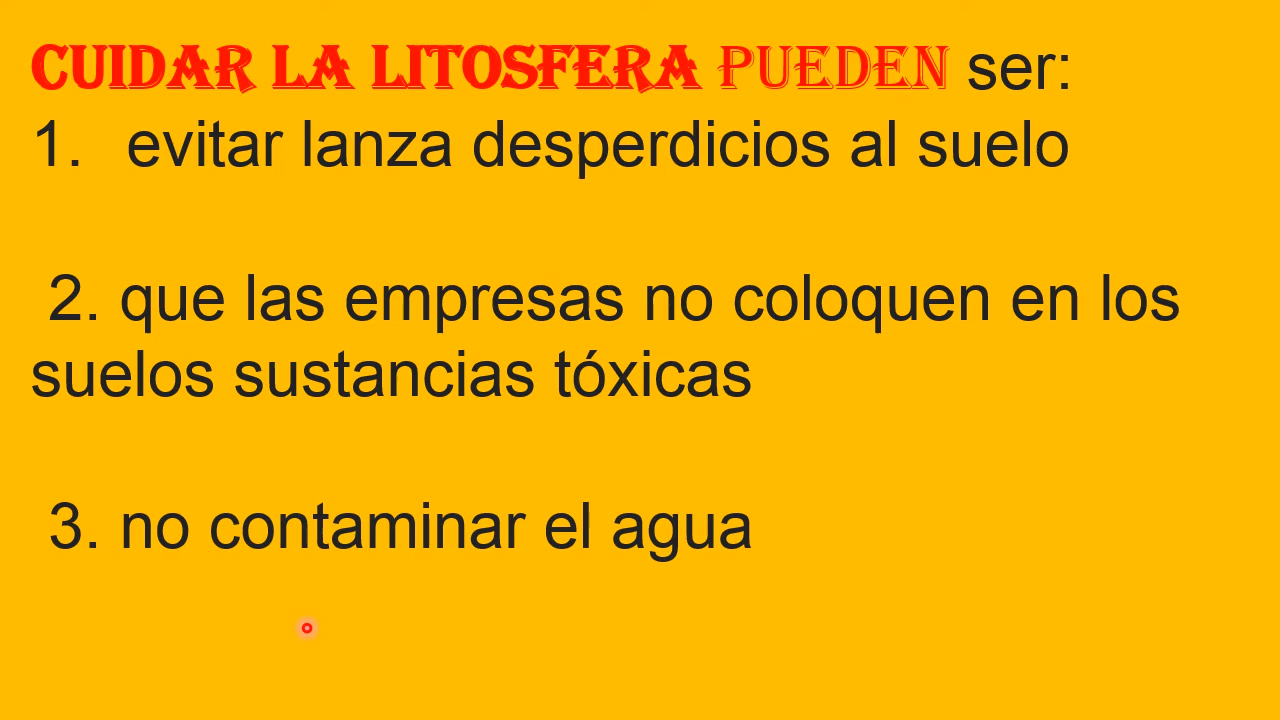 CUIDAR LA LITOSFERA PUEDEN ser:
1. evitar lanza desperdicios al suelo
2. que las empresas no coloquen en los
suelos sustancias tóxicas
3. no contaminar el agua